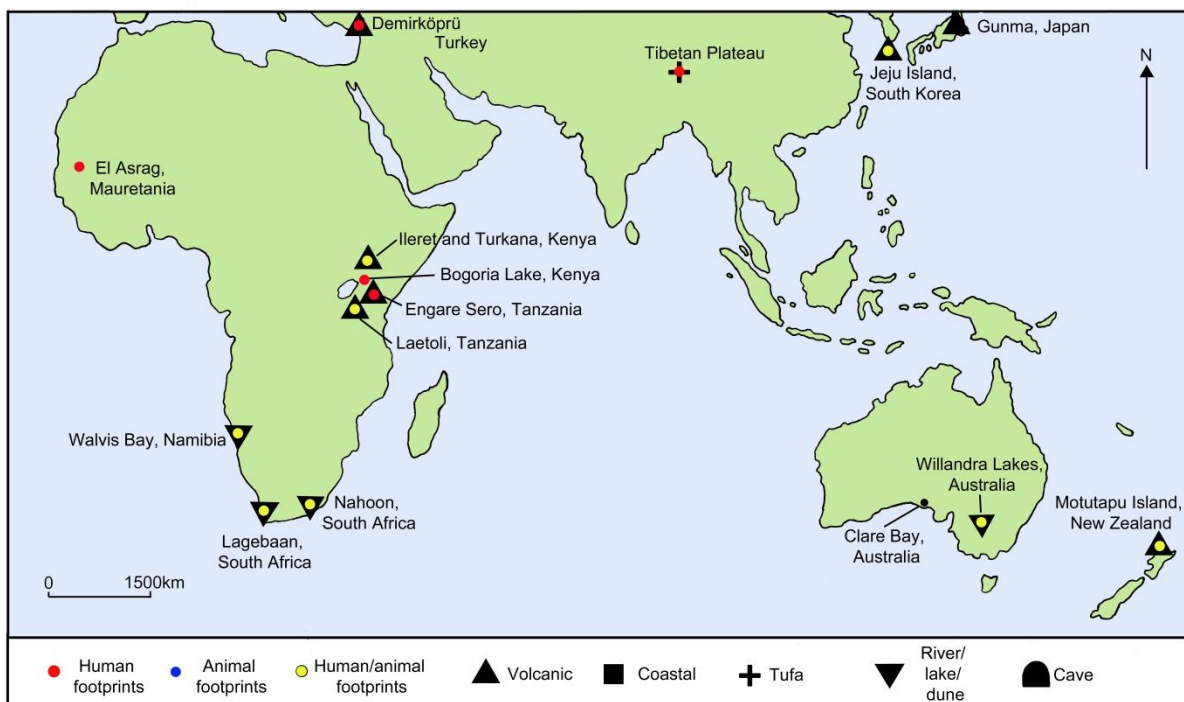 Demirköprü
Turkey
Gunma, Japan
Tibetan Plateau
Jeju Island,
South Korea
N
El Asrag,
Mauretania
Ileret and Turkana, Kenya
Bogoria Lake, Kenya
Engare Sero, Tanzania
Laetoli, Tanzania
Walvis Bay, Namibia
Nahoon,
South Africa
Lagebaan,
South Africa
Willandra Lakes,
Australia
Clare Bay,
Australia
Motutapu Island,
New Zealand
0 1500km
Human
footprints
Animal
footprints
Human/animal
footprints
Volcanic
Coastal
Tufa
River/
lake/
dune
Cave